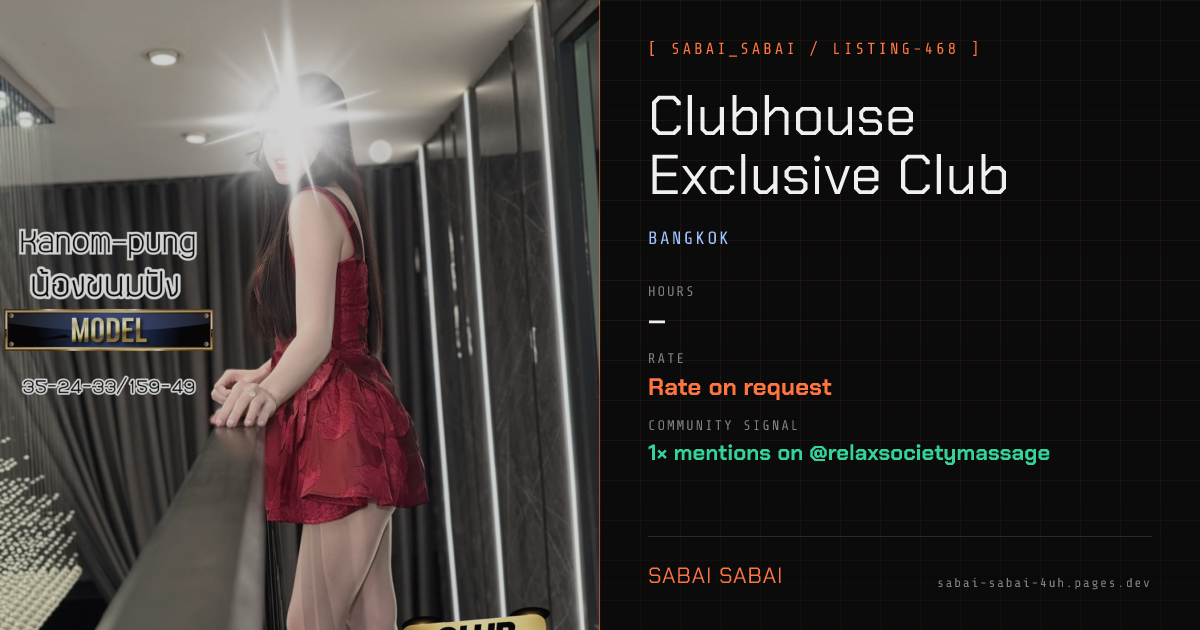 Kanom-pung
น้องขนมปัง
MODEL
35-24-33/159-49
CLUB
[ SABAI_SABAI / LISTING-468 ]
Clubhouse
Exclusive Club
BANGKOK
HOURS
—
RATE
Rate on request
COMMUNITY SIGNAL
1× mentions on @relaxsocietymassage
SABAI SABAI
sabai-sabai-4uh.pages.dev